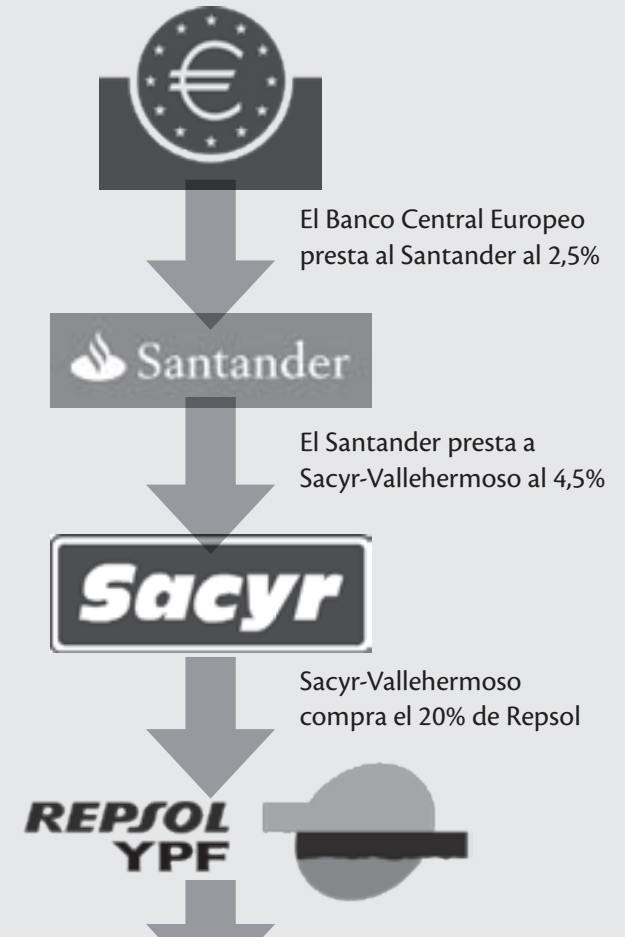 €
El Banco Central Europeo
presta al Santander al 2,5%
Santander
El Santander presta a
Sacyr-Vallehermoso al 4,5%
Sacyr
Sacyr-Vallehermoso
compra el 20% de Repsol
REPSOL
YPF